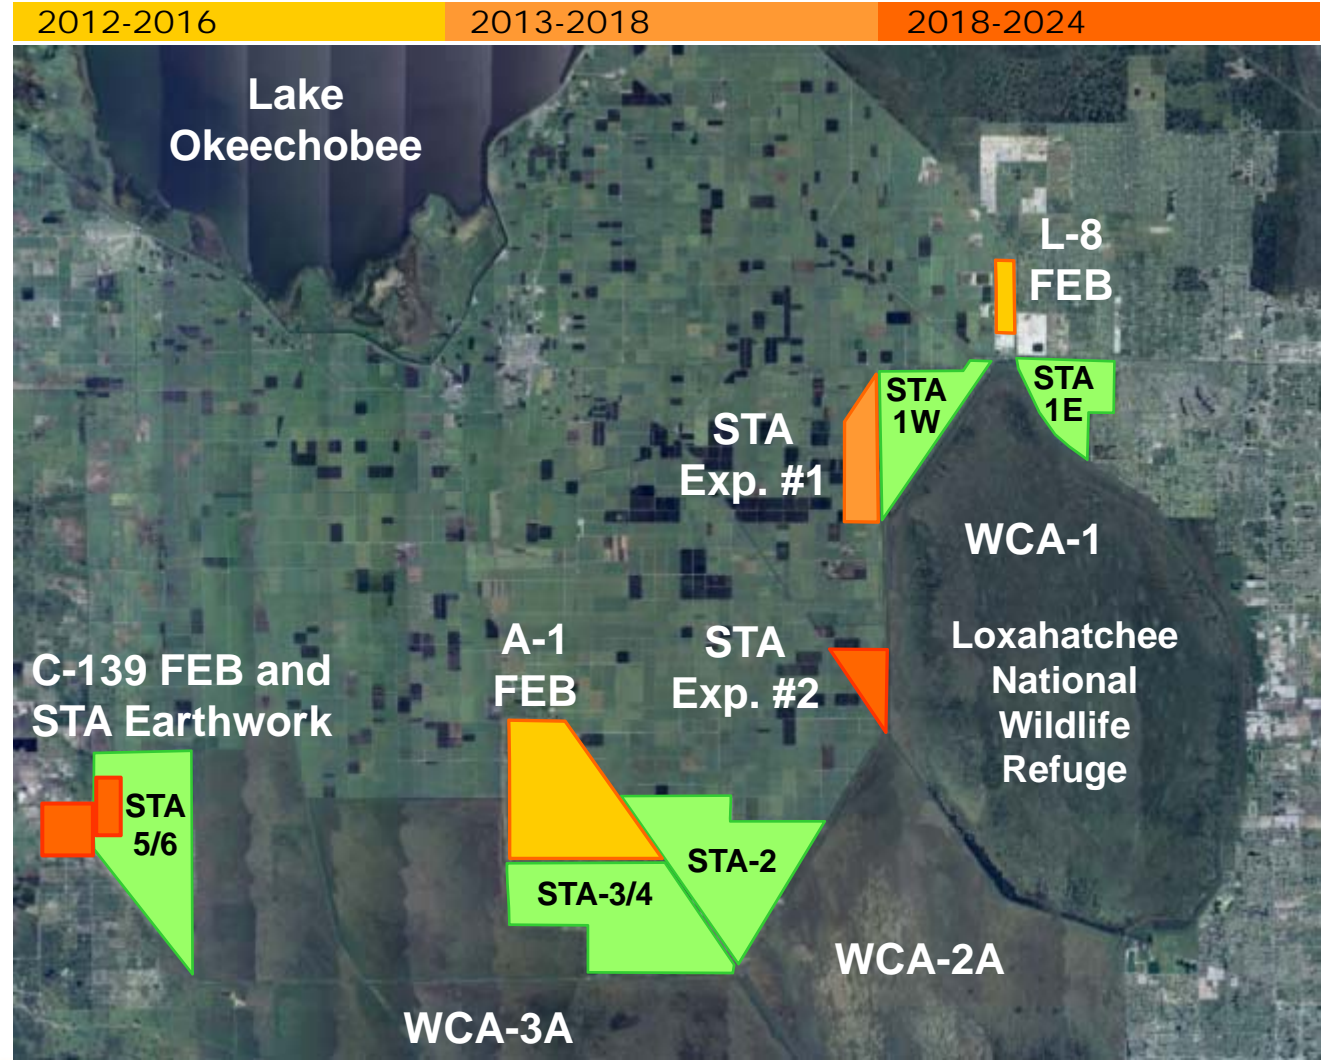 2012-2016
2013-2018
2018-2024
Lake
Okeechobee
L-8
FEB
STA
1W
STA
1E
STA
Exp. #1
WCA-1
A-1
FEB
STA
Exp. #2
Loxahatchee
National
Wildlife
Refuge
C-139 FEB and
STA Earthwork
STA
5/6
STA-2
STA-3/4
WCA-2A
WCA-3A